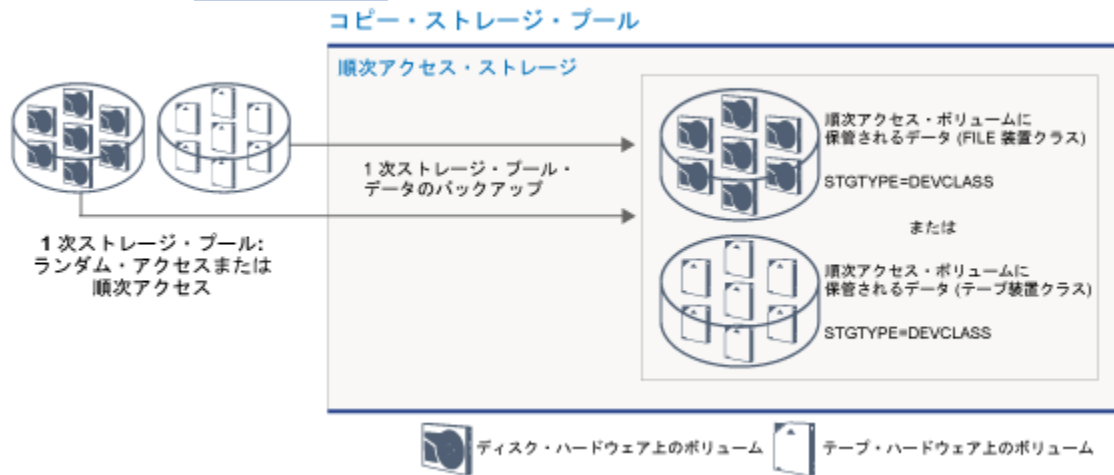 コピー・ストレージ・プール
順次アクセス・ストレージ
順次アクセス・ボリュームに
保管されるデータ (FILE 装置クラス)
STGTYPE=DEVCLASS
または
順次アクセス・ボリュームに
保管されるデータ (テープ装置クラス)
STGTYPE=DEVCLASS
1 次ストレージ・プール・
データのバックアップ
1 次ストレージ・プール:
ランダム・アクセスまたは
順次アクセス
ディスク・ハードウェア上のボリューム
テープ・ハードウェア上のボリューム